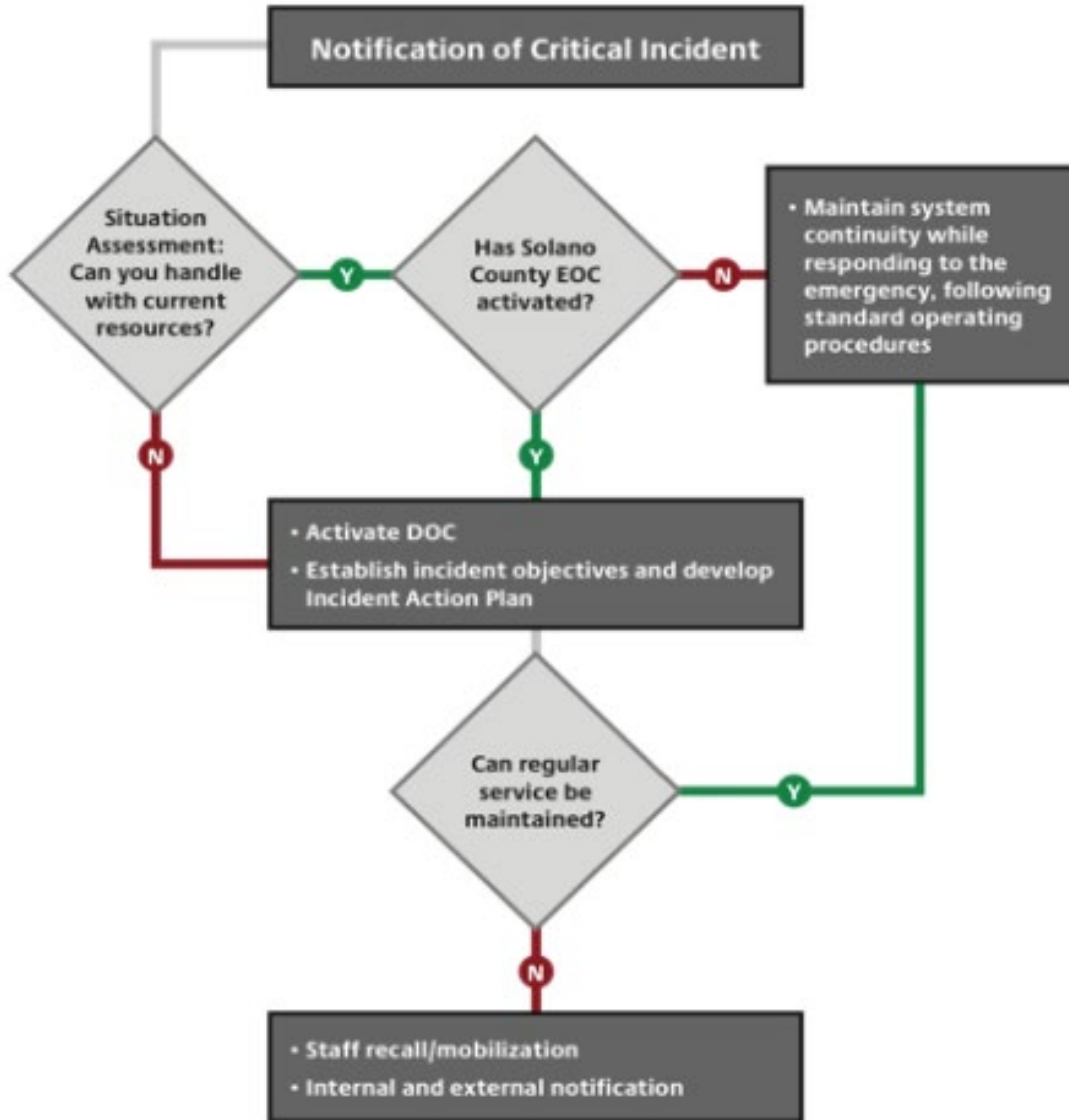 Notification of Critical Incident
Situation
Assessment:
Can you handle
with current
resources?
Y
Has Solano
County EOC
activated?
N
• Maintain system
continuity while
responding to the
emergency, following
standard operating
procedures
N
Y
• Activate DOC
• Establish incident objectives and develop
Incident Action Plan
Can regular
service be
maintained?
Y
N
• Staff recall/mobilization
• Internal and external notification